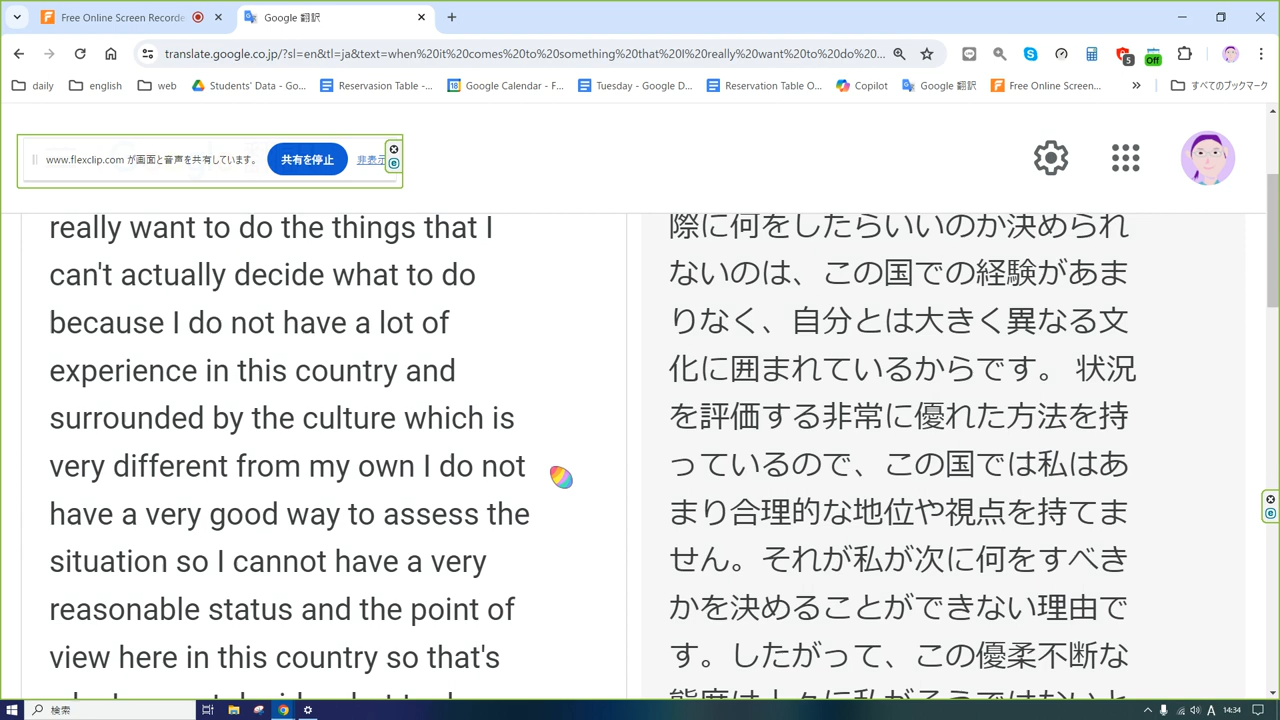 Free Online Screen Recorde
Google 翻訳
translate.google.co.jp/?sl=en&tl=ja&text=when%20it%20comes%20to%20something%20that%20I%20really%20want%20to%20do%20...
5
Off
daily
english
web
Students' Data - Go...
Reservasion Table -...
Google Calendar - F...
Tuesday - Google D...
Reservation Table O...
Copilot
Google 翻訳
Free Online Screen...
すべてのブックマーク
www.flexclip.com が画面と音声を共有しています。
共有を停止
非表示
really want to do the things that I
can't actually decide what to do
because I do not have a lot of
experience in this country and
surrounded by the culture which is
very different from my own I do not
have a very good way to assess the
situation so I cannot have a very
reasonable status and the point of
view here in this country so that's
際に何をしたらいいのか決められ
ないのは、この国での経験があま
りなく、自分とは大きく異なる文
化に囲まれているからです。 状況
を評価する非常に優れた方法を持
っているので、この国では私はあ
まり合理的な地位や視点を持てま
せん。それが私が次に何をすべき
かを決めることができない理由で
す。したがって、この優柔不断な
検索
A
14:34